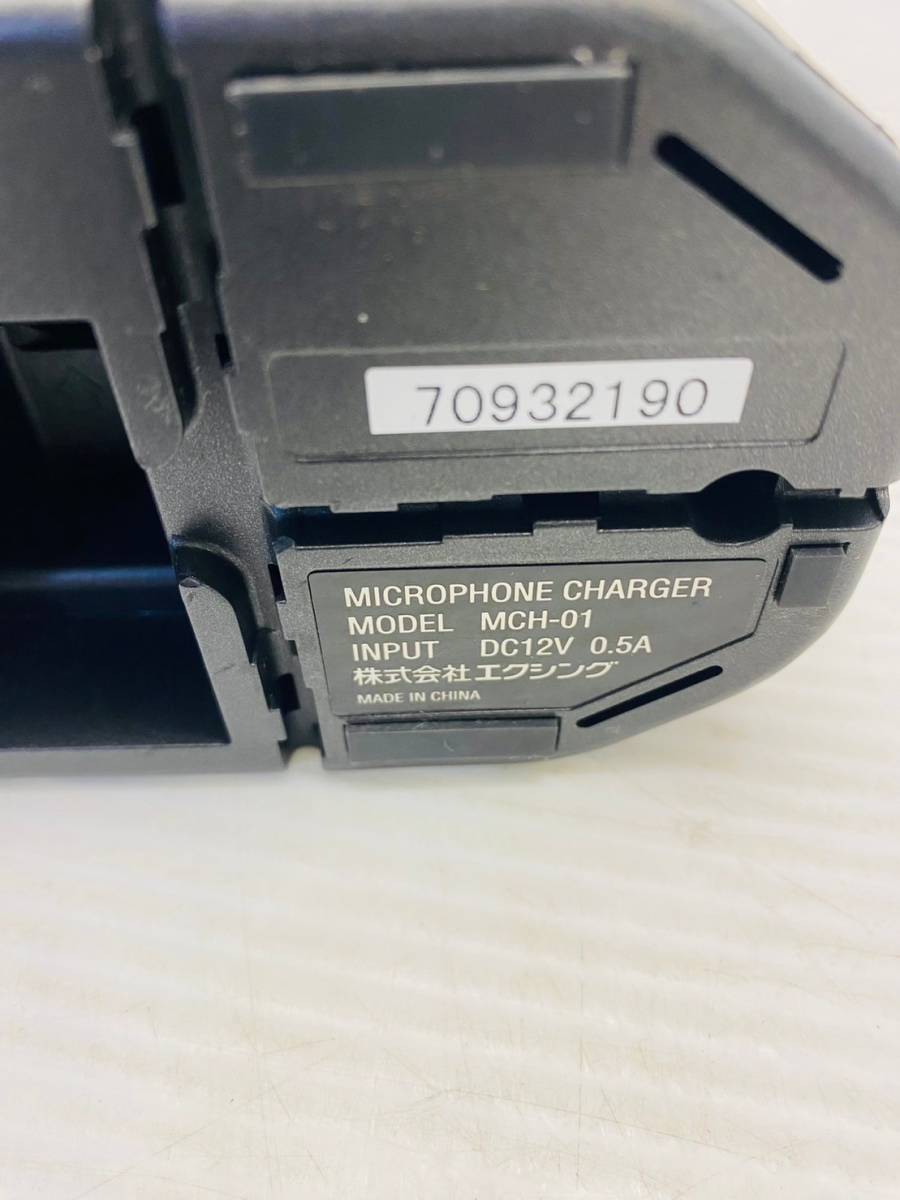 70932190
MICROPHONE CHARGER
MODEL MCH-01
INPUT DC12V 0.5A
株式会社エクシング
MADE IN CHINA